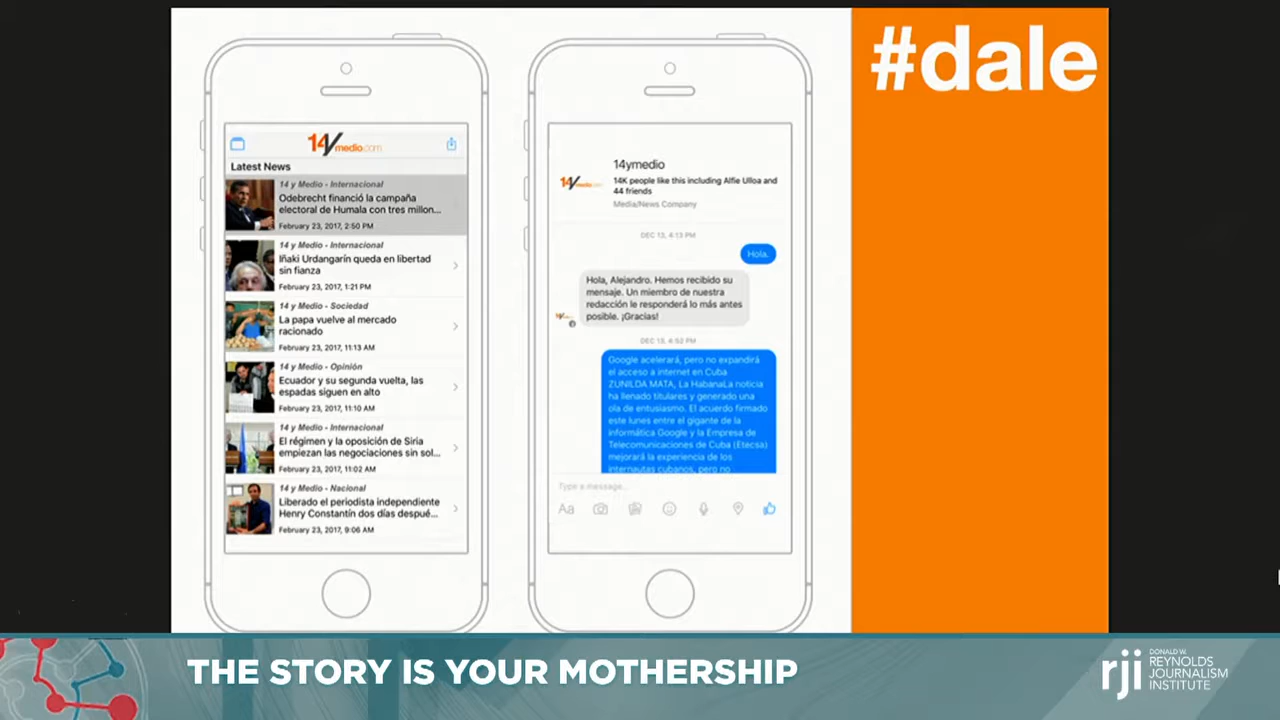 #dale
14ymedio.com
Latest News
14 y Medio - Internacional
Odebrecht financió la campaña
electoral de Humala con tres millon...
February 23, 2017, 2:50 PM
14 y Medio - Internacional
Iñaki Urdangarín queda en libertad
sin fianza
February 23, 2017, 1:21 PM
14 y Medio - Sociedad
La papa vuelve al mercado
racionado
February 23, 2017, 11:13 AM
14 y Medio - Opinión
Ecuador y su segunda vuelta, las
espadas siguen en alto
February 23, 2017, 11:10 AM
14 y Medio - Internacional
El régimen y la oposición de Siria
empiezan las negociaciones sin sol...
February 23, 2017, 11:02 AM
14 y Medio - Nacional
Liberado el periodista independiente
Henry Constantín dos días despué...
February 23, 2017, 9:06 AM
14ymedio
14K people like this including Alfie Ulloa and
44 friends
Media/News Company
DEC 13, 4:13 PM
Hola.
Hola, Alejandro. Hemos recibido su
mensaje. Un miembro de nuestra
redacción le responderá lo más antes
posible. ¡Gracias!
DEC 13, 4:52 PM
Google acelerará, pero no expandirá
el acceso a internet en Cuba
ZUNILDA MATA, La HabanaLa noticia
ha llenado titulares y generado una
ola de entusiasmo. El acuerdo firmado
este lunes entre el gigante de la
informática Google y la Empresa de
Telecomunicaciones de Cuba (Etecsa)
mejorará la experiencia de los
internautas cubanos, pero no
Type a message...
Aa
THE STORY IS YOUR MOTHERSHIP
rji
DONALD W.
REYNOLDS
JOURNALISM
INSTITUTE